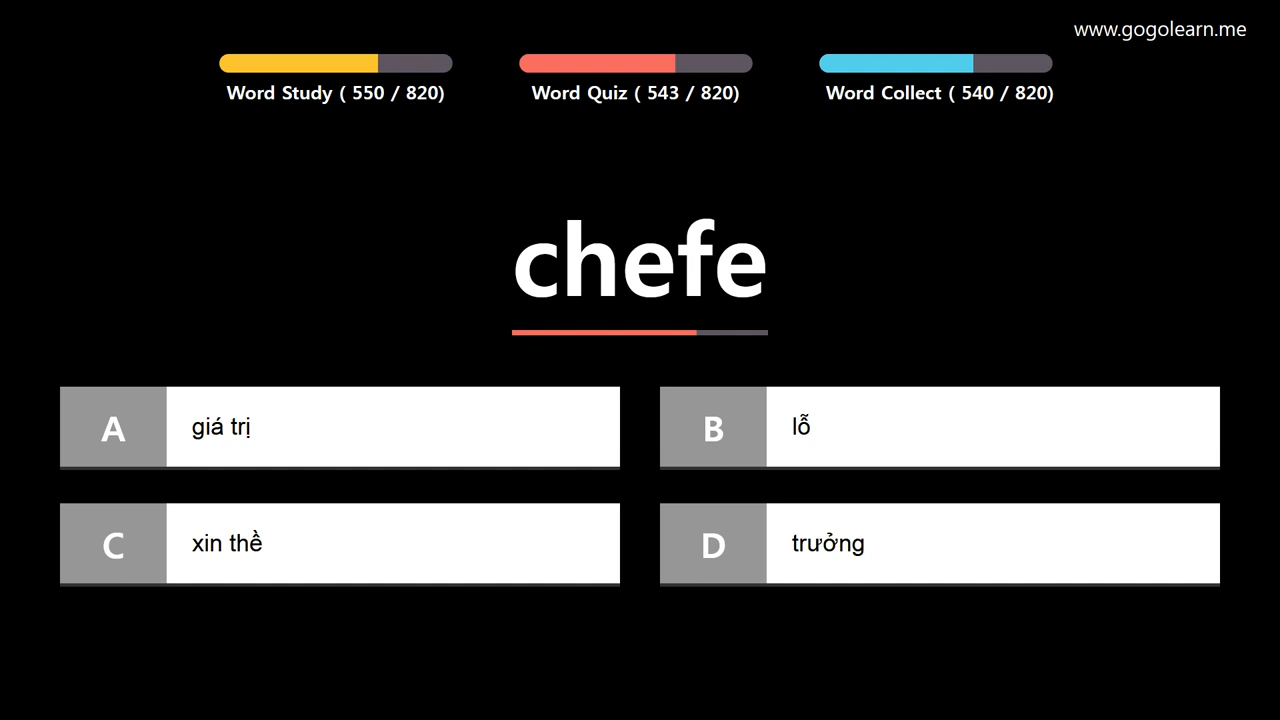 www.gogolearn.me
Word Study ( 550 / 820)
Word Quiz ( 543 / 820)
Word Collect ( 540 / 820)
chefe
A giá trị
B lỗ
C xin thề
D trưởng